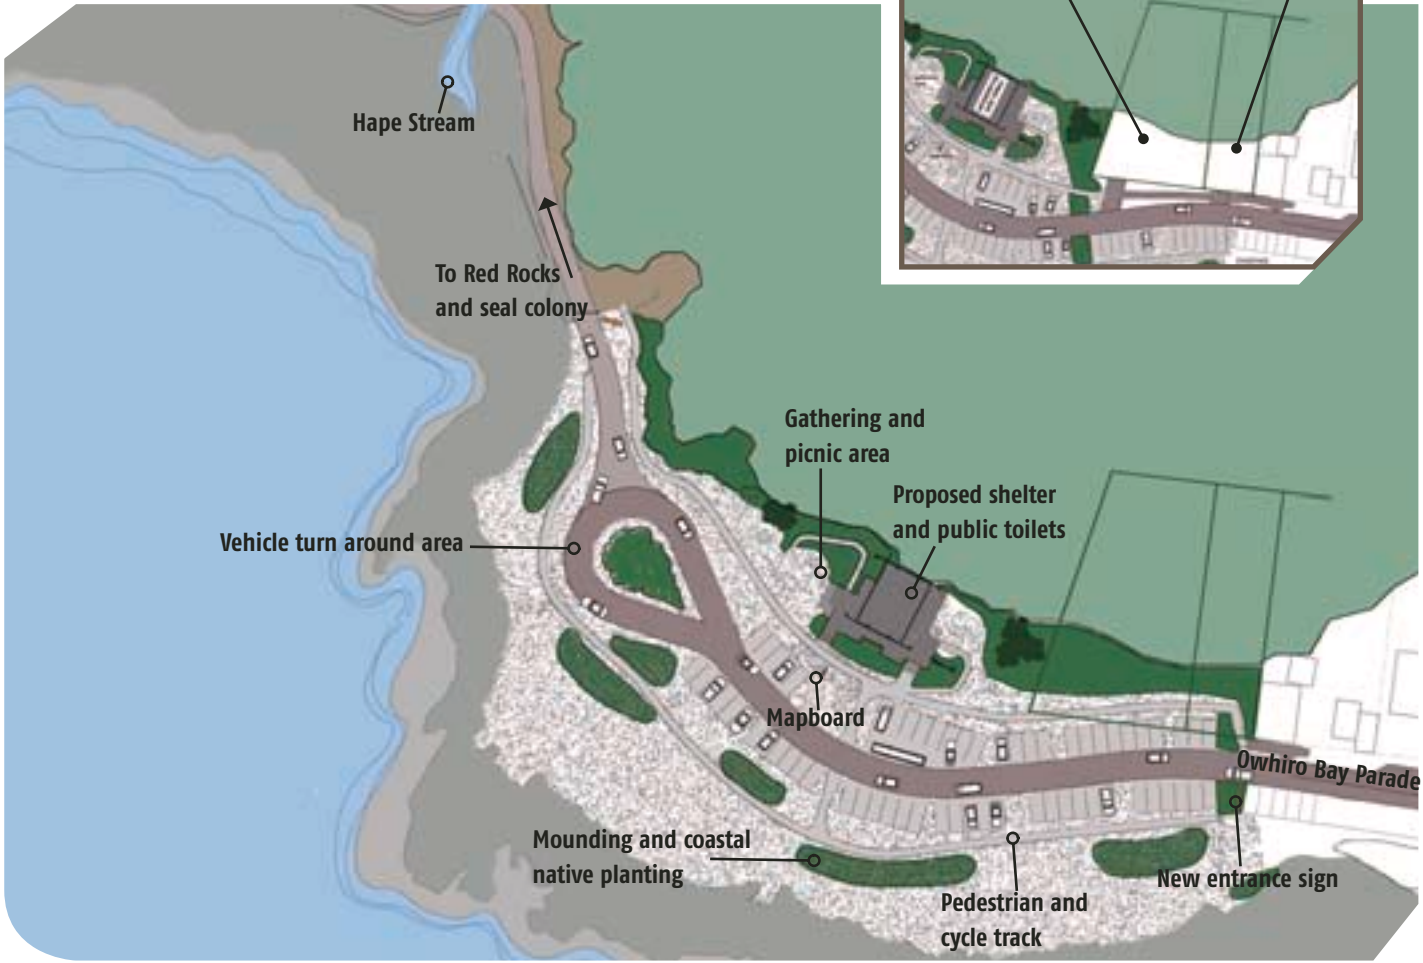 Hape Stream
To Red Rocks
and seal colony
Gathering and
picnic area
Proposed shelter
and public toilets
Vehicle turn around area
Mapboard
Owhiro Bay Parade
Mounding and coastal
native planting
New entrance sign
Pedestrian and
cycle track